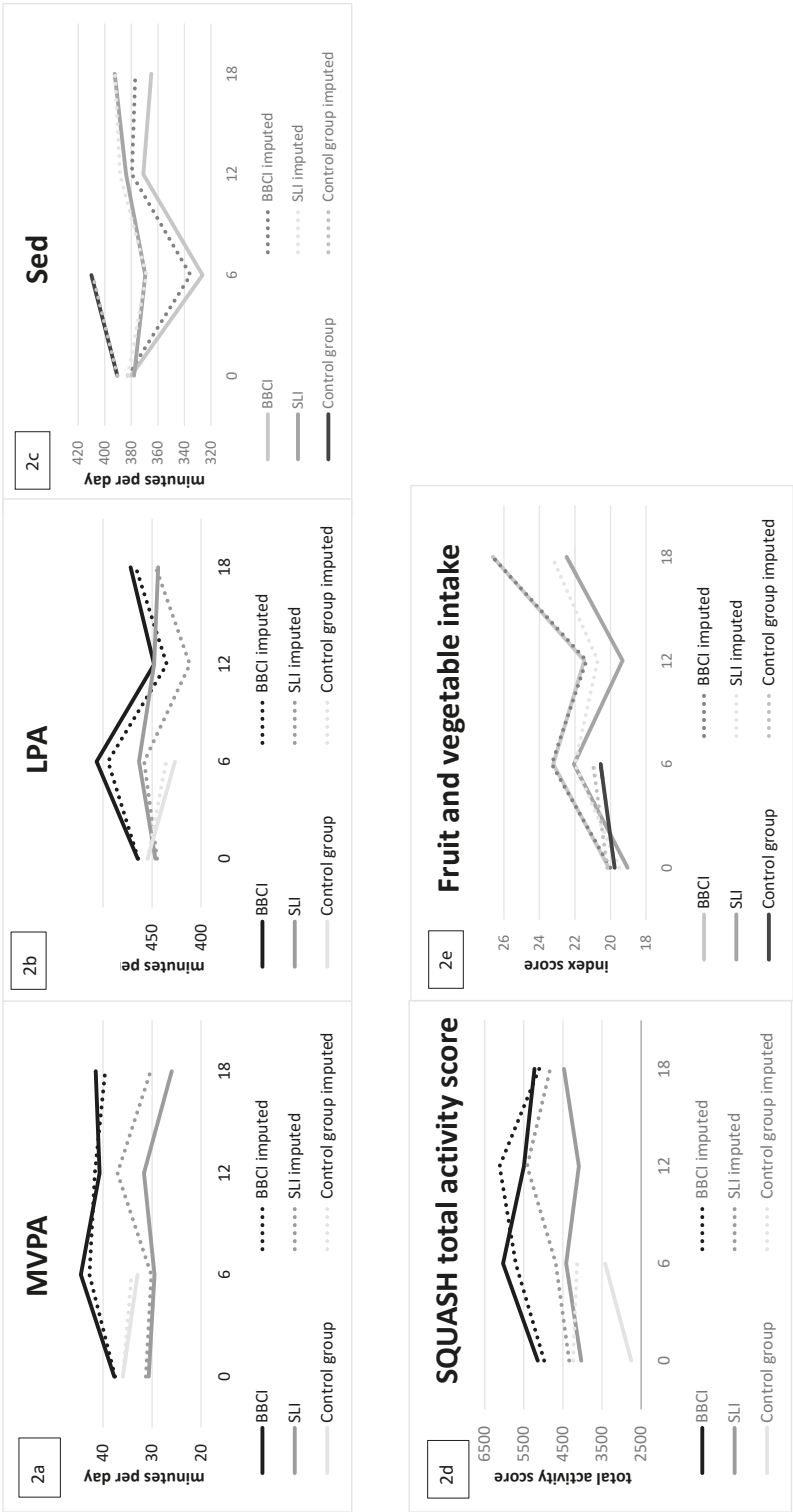 2a
MVPA
minutes per day
40
30
20
0
6
12
18
BBCI
BBCI imputed
SLI
SLI imputed
Control group
Control group imputed
2b
LPA
minutes pe
450
400
0
6
12
18
BBCI
BBCI imputed
SLI
SLI imputed
Control group
Control group imputed
2c
Sed
minutes per day
420
400
380
360
340
320
0
6
12
18
BBCI
BBCI imputed
SLI
SLI imputed
Control group
Control group imputed
2d
SQUASH total activity score
total activity score
6500
5500
4500
3500
2500
0
6
12
18
BBCI
BBCI imputed
SLI
SLI imputed
Control group
Control group imputed
2e
Fruit and vegetable intake
index score
26
24
22
20
18
0
6
12
18
BBCI
BBCI imputed
SLI
SLI imputed
Control group
Control group imputed